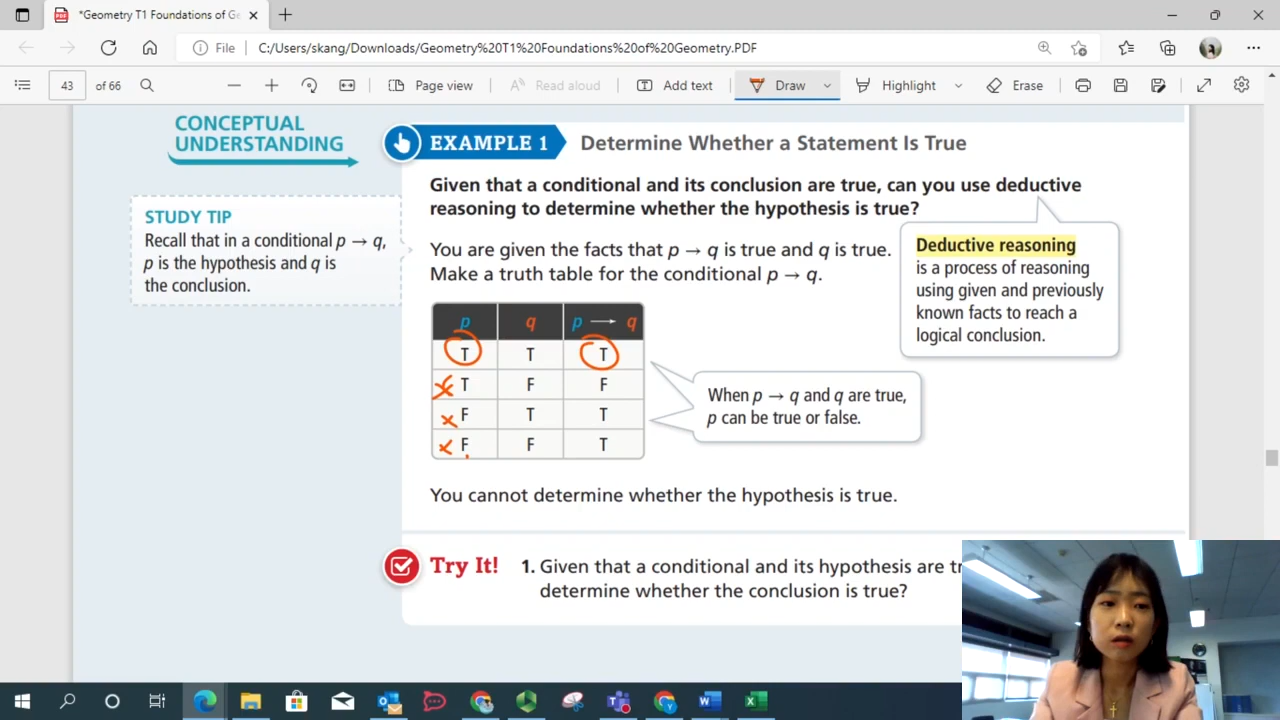 *Geometry T1 Foundations of Ge
File
C:/Users/skang/Downloads/Geometry%20T1%20Foundations%20of%20Geometry.PDF
43 of 66
Page view
Read aloud
Add text
Draw
Highlight
Erase
CONCEPTUAL
UNDERSTANDING
EXAMPLE 1 Determine Whether a Statement Is True
Given that a conditional and its conclusion are true, can you use deductive
reasoning to determine whether the hypothesis is true?
STUDY TIP
Recall that in a conditional p → q,
p is the hypothesis and q is
the conclusion.
You are given the facts that p → q is true and q is true.
Make a truth table for the conditional p → q.
Deductive reasoning
is a process of reasoning
using given and previously
known facts to reach a
logical conclusion.
p q p → q
T T T
T F F
F T T
F F T
When p → q and q are true,
p can be true or false.
You cannot determine whether the hypothesis is true.
Try It! 1. Given that a conditional and its hypothesis are tr
determine whether the conclusion is true?